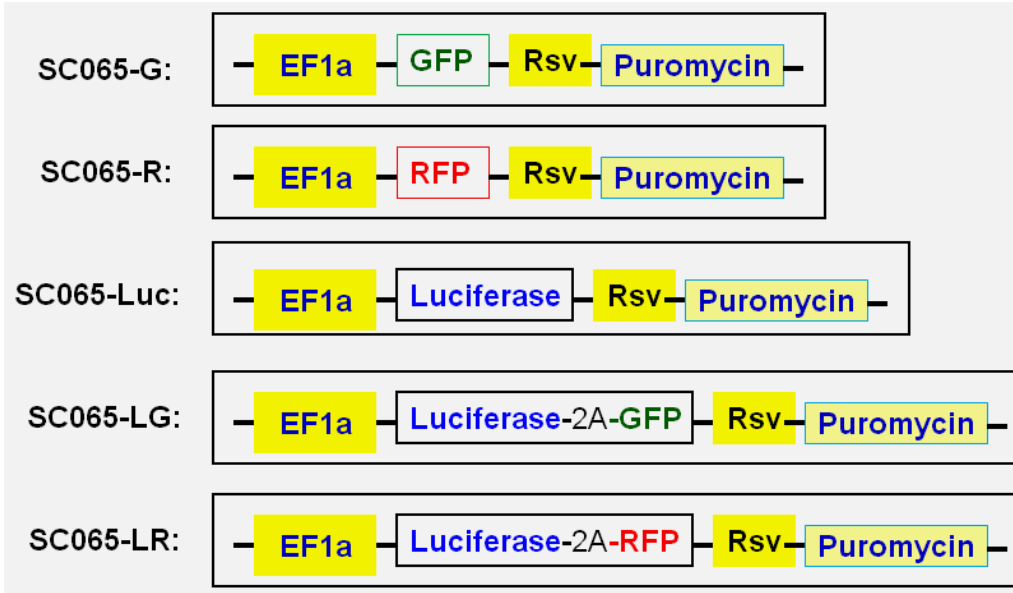 SC065-G: EF1a GFP Rsv Puromycin
SC065-R: EF1a RFP Rsv Puromycin
SC065-Luc: EF1a Luciferase Rsv Puromycin
SC065-LG: EF1a Luciferase-2A-GFP Rsv Puromycin
SC065-LR: EF1a Luciferase-2A-RFP Rsv Puromycin